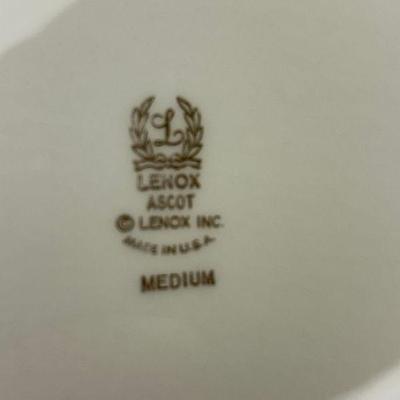 L
LENOX
ASCOT
© LENOX INC.
MADE IN U.S.A.
MEDIUM